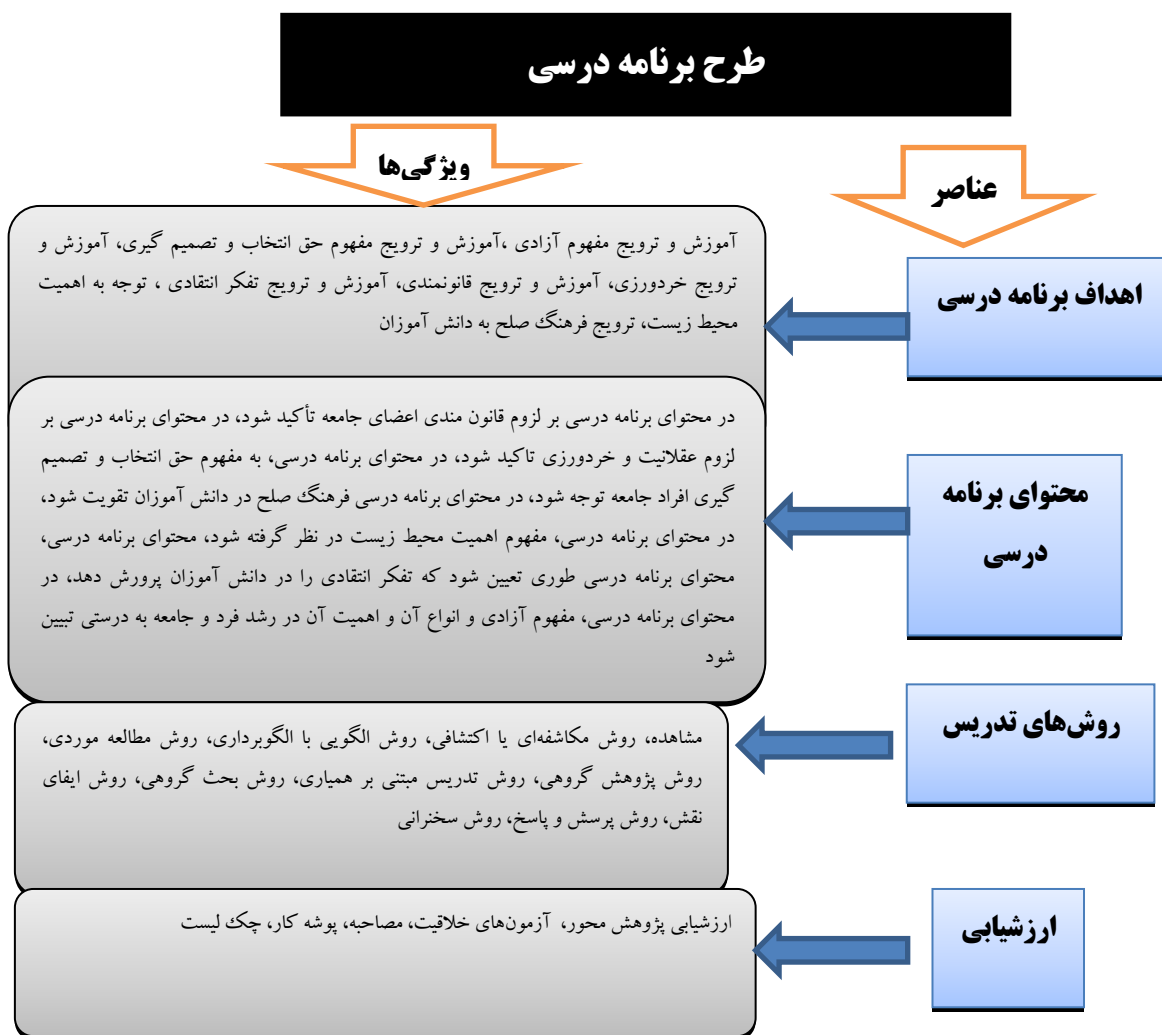 طرح برنامه درسی
عناصر
ویژگی‌ها
اهداف برنامه درسی
آموزش و ترویج مفهوم آزادی ،آموزش و ترویج مفهوم حق انتخاب و تصمیم گیری، آموزش و
ترویج خردورزی، آموزش و ترویج قانونمندی، آموزش و ترویج تفکر انتقادی ، توجه به اهمیت
محیط زیست، ترویج فرهنگ صلح به دانش آموزان
محتوای برنامه
درسی
در محتوای برنامه درسی بر لزوم قانون مندی اعضای جامعه تأکید شود، در محتوای برنامه درسی بر
لزوم عقلانیت و خردورزی تاکید شود، در محتوای برنامه درسی، به مفهوم حق انتخاب و تصمیم
گیری افراد جامعه توجه شود، در محتوای برنامه درسی فرهنگ صلح در دانش آموزان تقویت شود،
در محتوای برنامه درسی، مفهوم اهمیت محیط زیست در نظر گرفته شود، محتوای برنامه درسی،
محتوای برنامه درسی طوری تعیین شود که تفکر انتقادی را در دانش آموزان پرورش دهد، در
محتوای برنامه درسی، مفهوم آزادی و انواع آن و اهمیت آن در رشد فرد و جامعه به درستی تبیین
شود
روش‌های تدریس
مشاهده، روش مکاشفه‌ای یا اکتشافی، روش الگویی با الگوبرداری، روش مطالعه موردی،
روش پژوهش گروهی، روش تدریس مبتنی بر همیاری، روش بحث گروهی، روش ایفای
نقش، روش پرسش و پاسخ، روش سخنرانی
ارزشیابی
ارزشیابی پژوهش محور، آزمون‌های خلاقیت، مصاحبه، پوشه کار، چک لیست